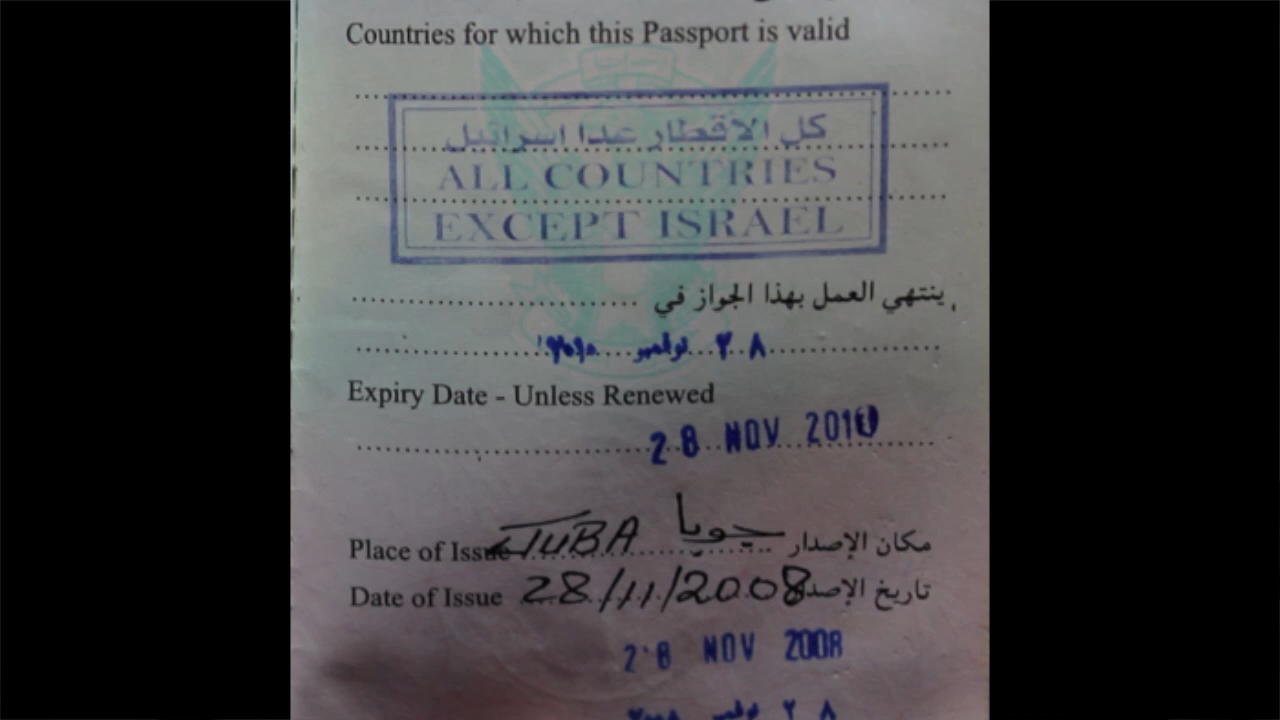 Countries for which this Passport is valid
كل الاقطار عدا اسرائيل
ALL COUNTRIES
EXCEPT ISRAEL
ينتهي العمل بهذا الجواز في
٢٨ نوفمبر
Expiry Date - Unless Renewed
28 NOV 2010
مكان الإصدار جوبا
Place of Issue JUBA
تاريخ الإصد
Date of Issue 28/11/2008
28 NOV 2008